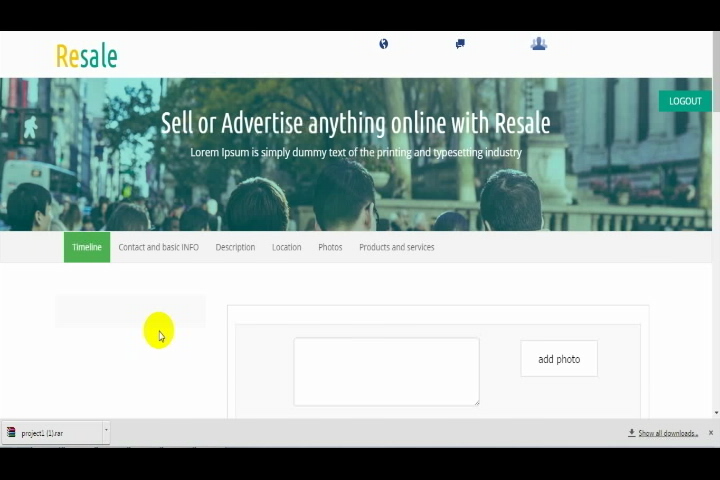 Resale
LOGOUT
Sell or Advertise anything online with Resale
Lorem Ipsum is simply dummy text of the printing and typesetting industry
Timeline Contact and basic INFO Description Location Photos Products and services
add photo
project1 (1).rar
Show all downloads...